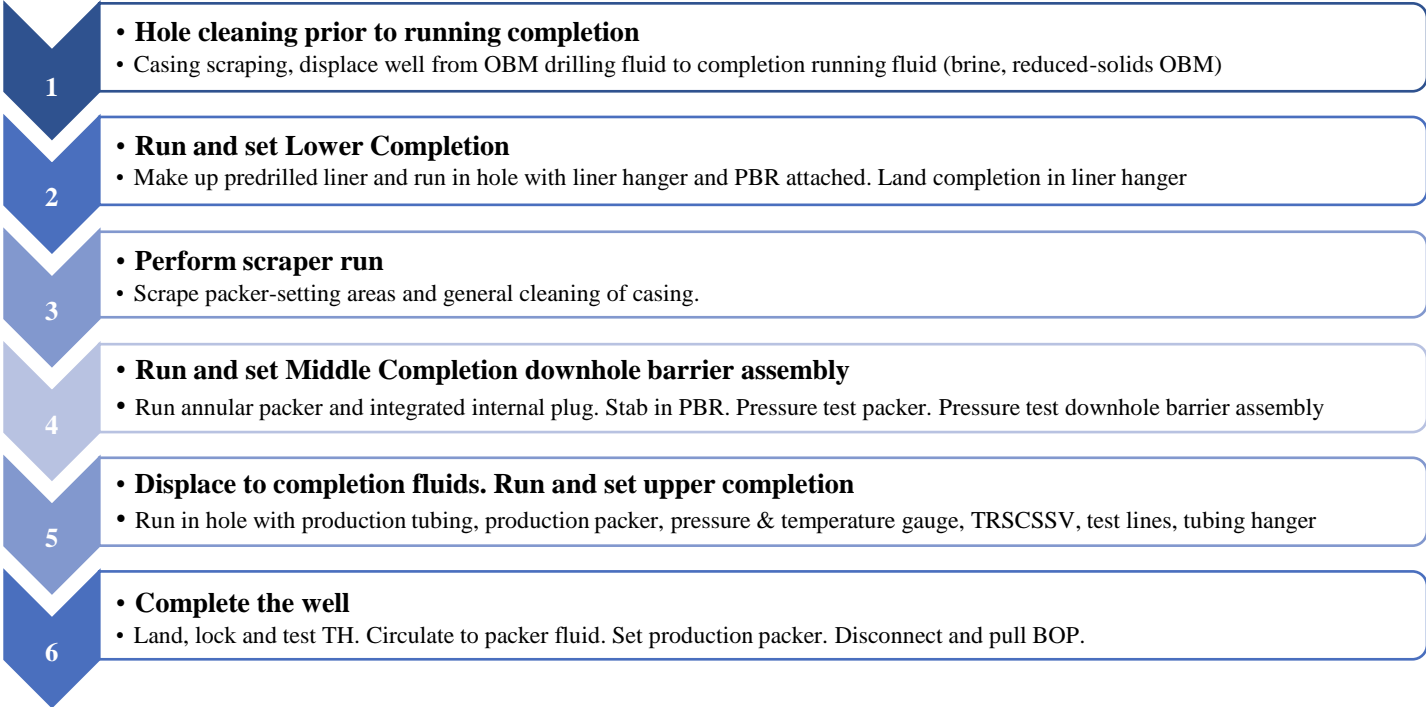 1
• Hole cleaning prior to running completion
• Casing scraping, displace well from OBM drilling fluid to completion running fluid (brine, reduced-solids OBM)
2
• Run and set Lower Completion
• Make up predrilled liner and run in hole with liner hanger and PBR attached. Land completion in liner hanger
3
• Perform scraper run
• Scrape packer-setting areas and general cleaning of casing.
4
• Run and set Middle Completion downhole barrier assembly
• Run annular packer and integrated internal plug. Stab in PBR. Pressure test packer. Pressure test downhole barrier assembly
5
• Displace to completion fluids. Run and set upper completion
• Run in hole with production tubing, production packer, pressure & temperature gauge, TRSCSSV, test lines, tubing hanger
6
• Complete the well
• Land, lock and test TH. Circulate to packer fluid. Set production packer. Disconnect and pull BOP.